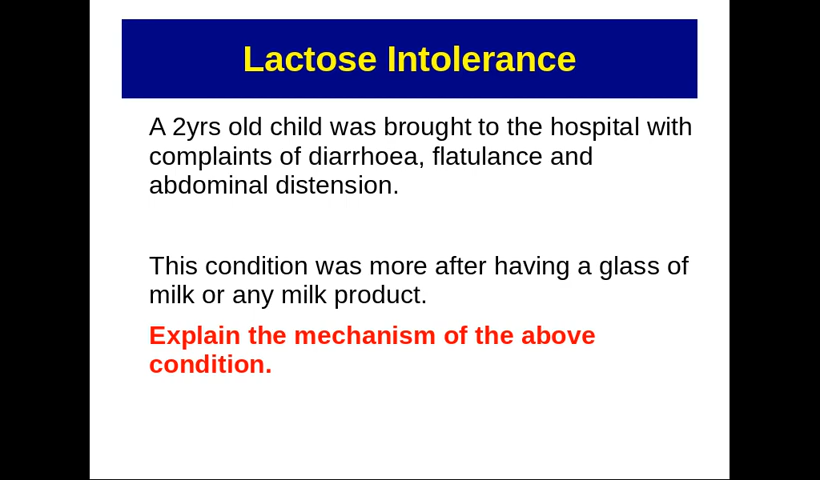 Lactose Intolerance
A 2yrs old child was brought to the hospital with
complaints of diarrhoea, flatulance and
abdominal distension.
This condition was more after having a glass of
milk or any milk product.
Explain the mechanism of the above
condition.